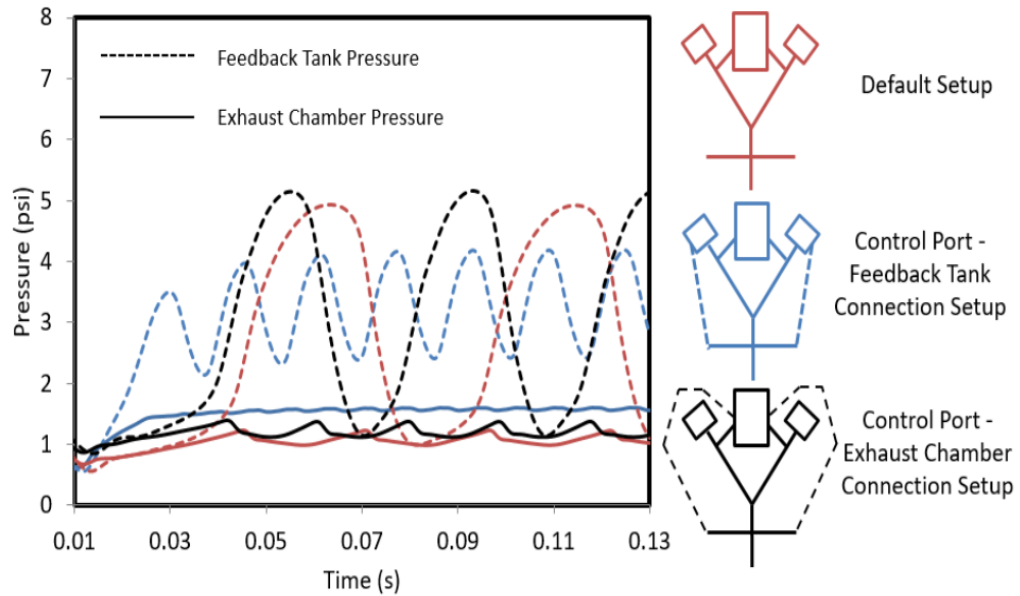 8
7
6
5
4
3
2
1
0
Pressure (psi)
Feedback Tank Pressure
Exhaust Chamber Pressure
0.01 0.03 0.05 0.07 0.09 0.11 0.13
Time (s)
Default Setup
Control Port -
Feedback Tank
Connection Setup
Control Port -
Exhaust Chamber
Connection Setup